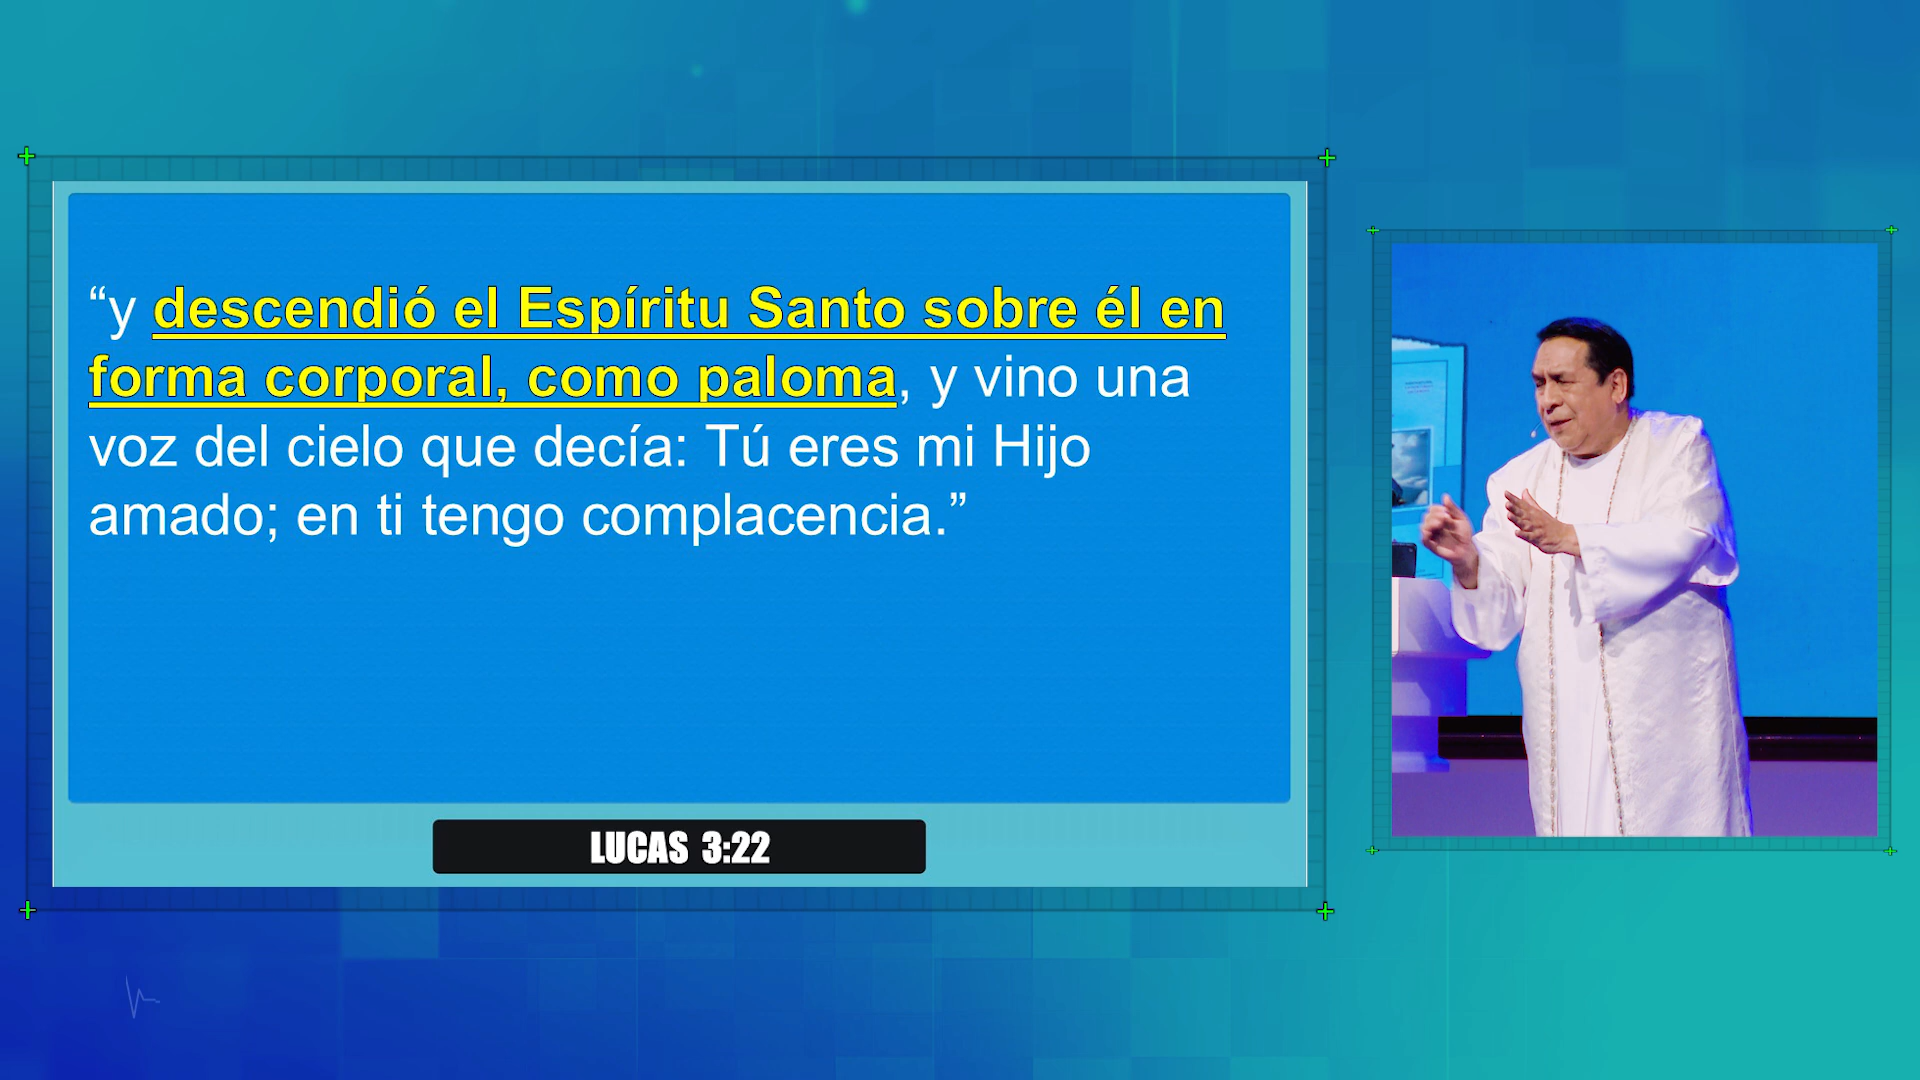 “y descendió el Espíritu Santo sobre él en
forma corporal, como paloma, y vino una
voz del cielo que decía: Tú eres mi Hijo
amado; en ti tengo complacencia.”
LUCAS 3:22